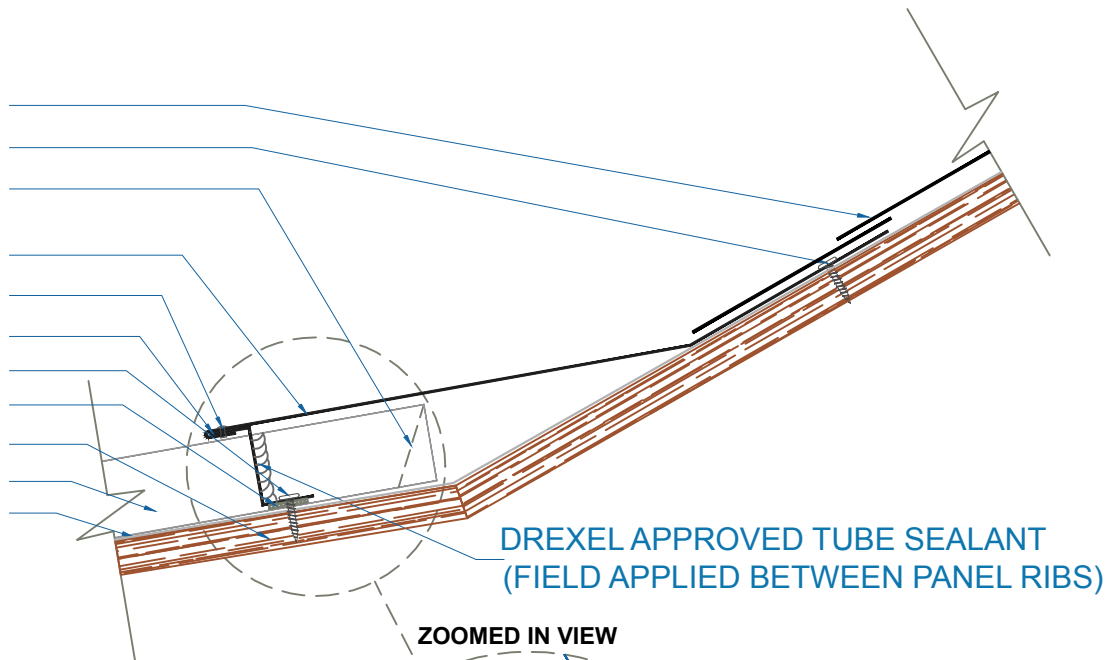 DREXEL APPROVED TUBE SEALANT
(FIELD APPLIED BETWEEN PANEL RIBS)
ZOOMED IN VIEW